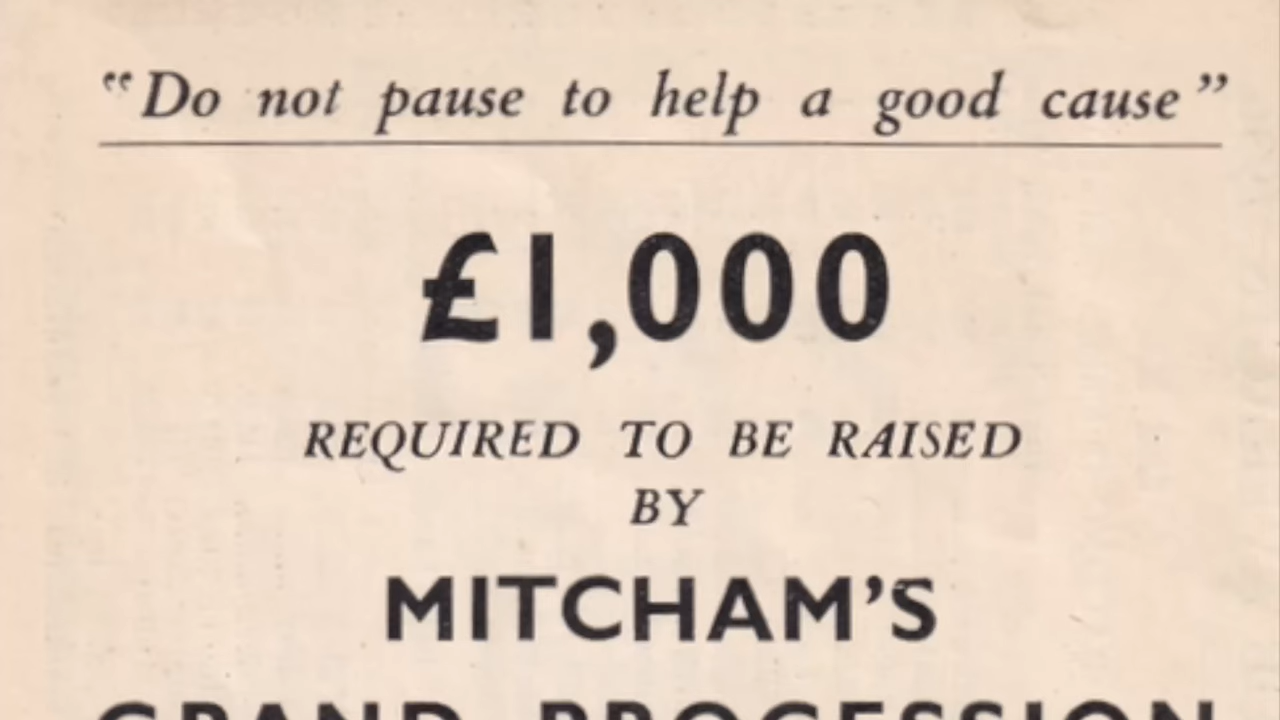 “Do not pause to help a good cause”
£1,000
REQUIRED TO BE RAISED
BY
MITCHAM’S
GRAND PROCESSION